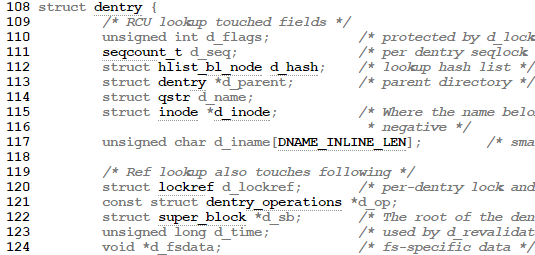 108 struct dentry {
109 /* RCU lookup touched fields */
110 unsigned int d_flags; /* protected by d_lock
111 seqcount_t d_seq; /* per dentry seqlock
112 struct hlist_bl_node d_hash; /* lookup hash list */
113 struct dentry *d_parent; /* parent directory */
114 struct qstr d_name;
115 struct inode *d_inode; /* Where the name belo
116 * negative */
117 unsigned char d_iname[DNAME_INLINE_LEN]; /* sma
118
119 /* Ref lookup also touches following */
120 struct lockref d_lockref; /* per-dentry lock and
121 const struct dentry_operations *d_op;
122 struct super_block *d_sb; /* The root of the den
123 unsigned long d_time; /* used by d_revalidat
124 void *d_fsdata; /* fs-specific data */